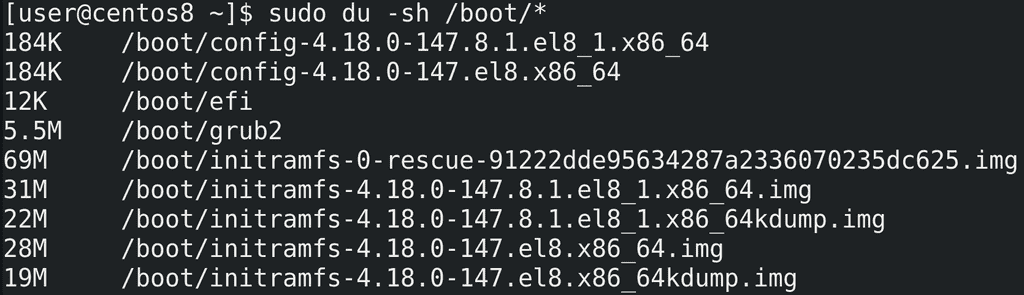 [user@centos8 ~]$ sudo du -sh /boot/*
184K    /boot/config-4.18.0-147.8.1.el8_1.x86_64
184K    /boot/config-4.18.0-147.el8.x86_64
12K     /boot/efi
5.5M    /boot/grub2
69M     /boot/initramfs-0-rescue-91222dde95634287a2336070235dc625.img
31M     /boot/initramfs-4.18.0-147.8.1.el8_1.x86_64.img
22M     /boot/initramfs-4.18.0-147.8.1.el8_1.x86_64kdump.img
28M     /boot/initramfs-4.18.0-147.el8.x86_64.img
19M     /boot/initramfs-4.18.0-147.el8.x86_64kdump.img